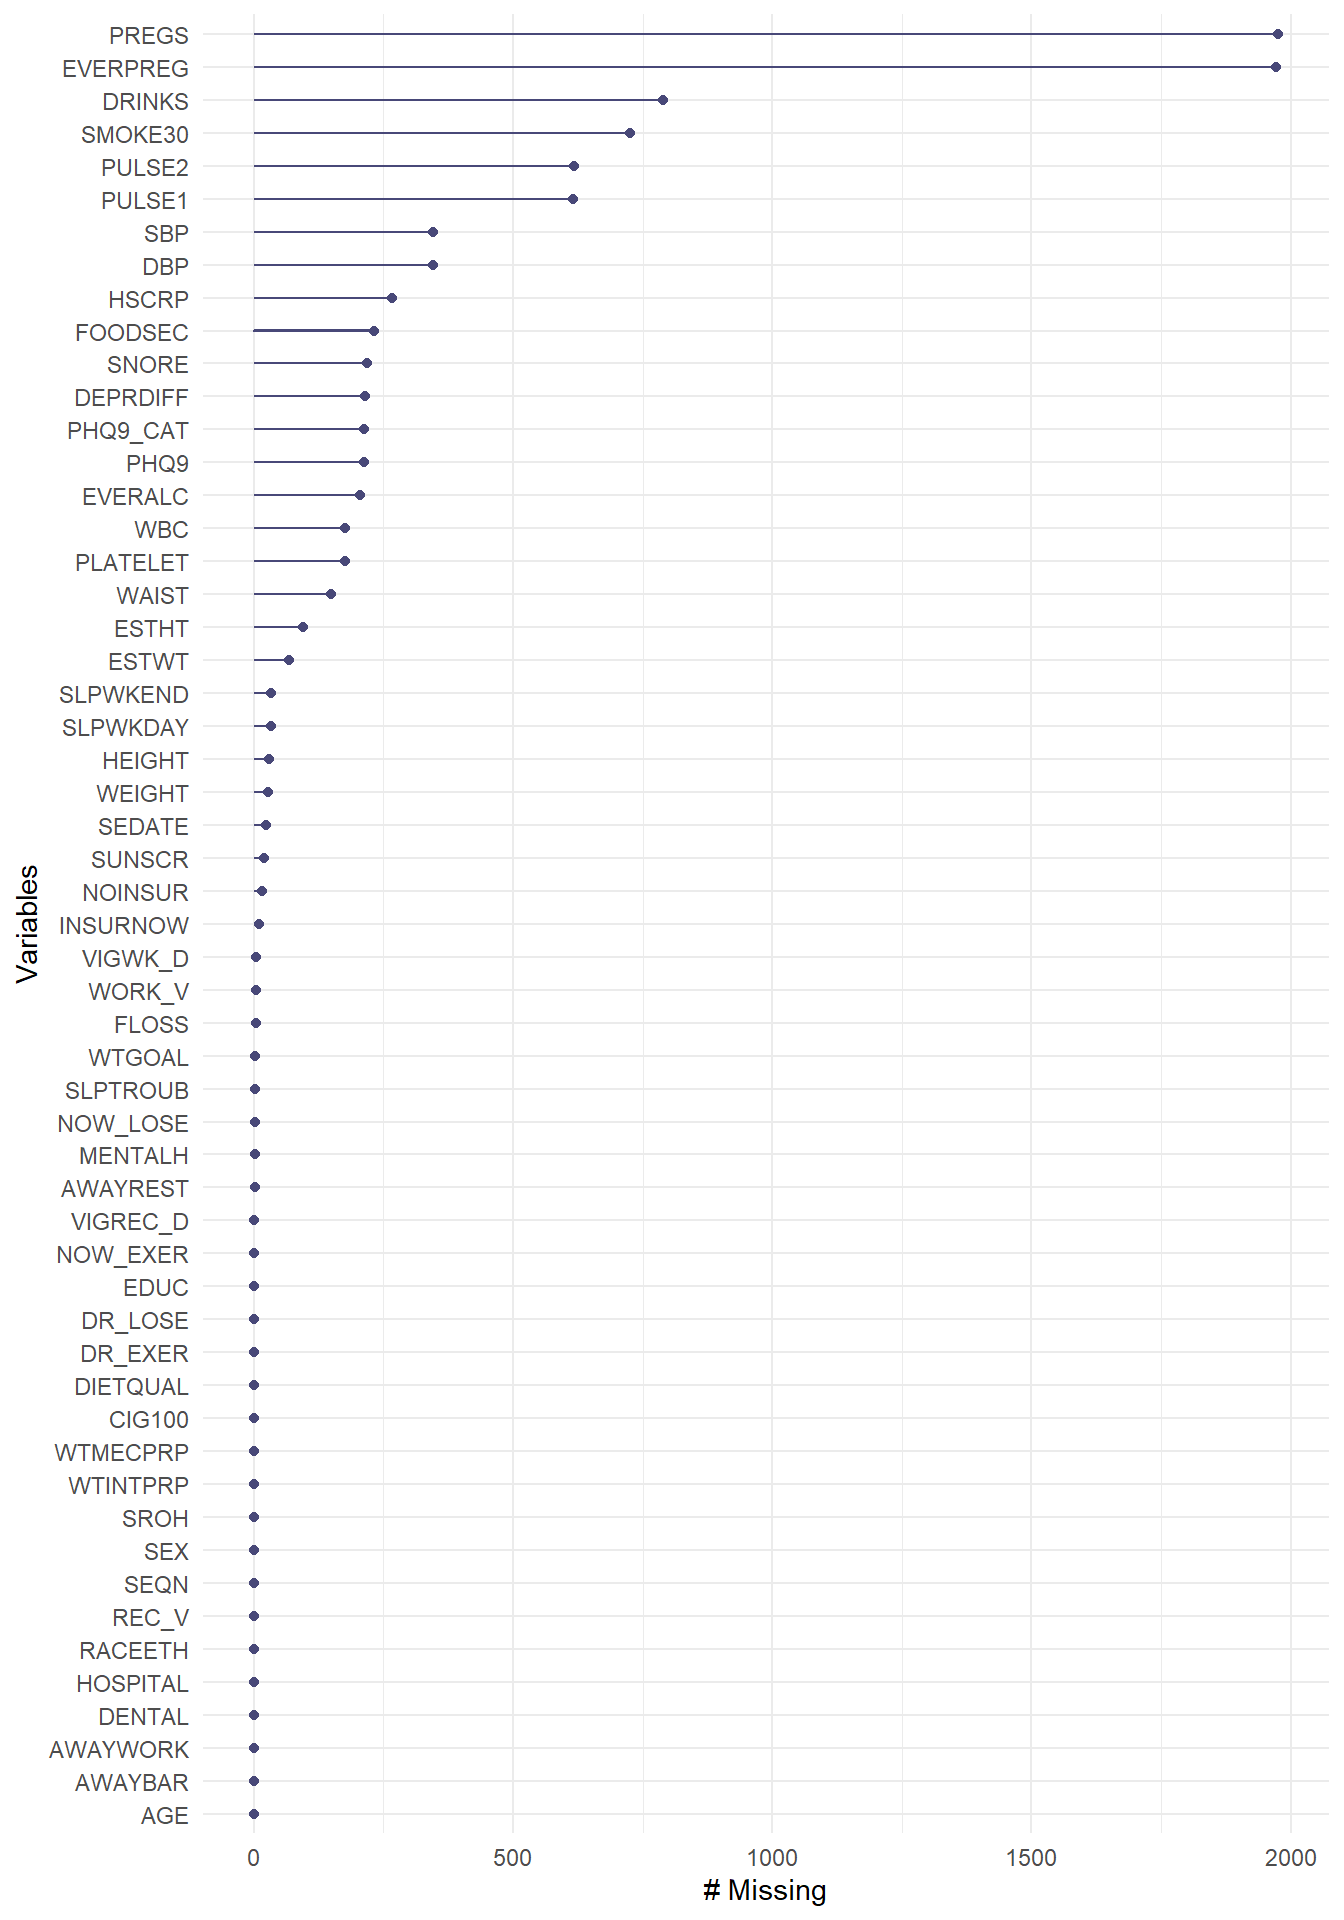 PREGS
EVERPREG
DRINKS
SMOKE30
PULSE2
PULSE1
SBP
DBP
HSCRP
FOODSEC
SNORE
DEPRDIFF
PHQ9_CAT
PHQ9
EVERALC
WBC
PLATELET
WAIST
ESTHT
ESTWT
SLPWKEND
SLPWKDAY
HEIGHT
WEIGHT
SEDATE
SUNSCR
NOINSUR
INSURNOW
VIGWK_D
WORK_V
FLOSS
WTGOAL
SLPTROUB
NOW_LOSE
MENTALH
AWAYREST
VIGREC_D
NOW_EXER
EDUC
DR_LOSE
DR_EXER
DIETQUAL
CIG100
WTMECPRP
WTINTPRP
SROH
SEX
SEQN
REC_V
RACEETH
HOSPITAL
DENTAL
AWAYWORK
AWAYBAR
AGE
Variables
0 500 1000 1500 2000
# Missing